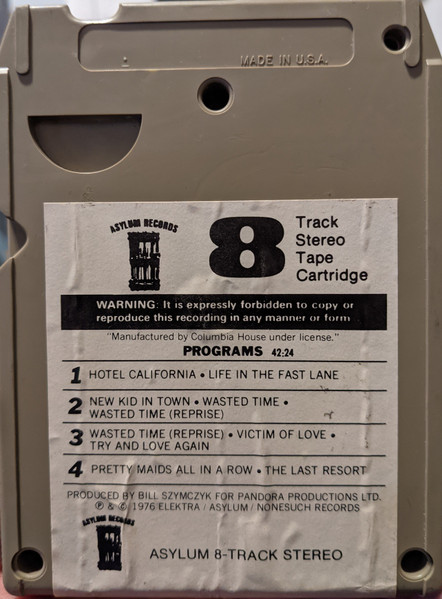 MADE IN U.S.A.
ASYLUM RECORDS
8 Track
Stereo
Tape
Cartridge
WARNING: It is expressly forbidden to copy or
reproduce this recording in any manner or form
"Manufactured by Columbia House under license."
PROGRAMS 42:24
1 HOTEL CALIFORNIA • LIFE IN THE FAST LANE
2 NEW KID IN TOWN • WASTED TIME •
WASTED TIME (REPRISE)
3 WASTED TIME (REPRISE) • VICTIM OF LOVE •
TRY AND LOVE AGAIN
4 PRETTY MAIDS ALL IN A ROW • THE LAST RESORT
PRODUCED BY BILL SZYMCZYK FOR PANDORA PRODUCTIONS LTD.
℗ & © 1976 ELEKTRA / ASYLUM / NONESUCH RECORDS
ASYLUM RECORDS
ASYLUM 8-TRACK STEREO